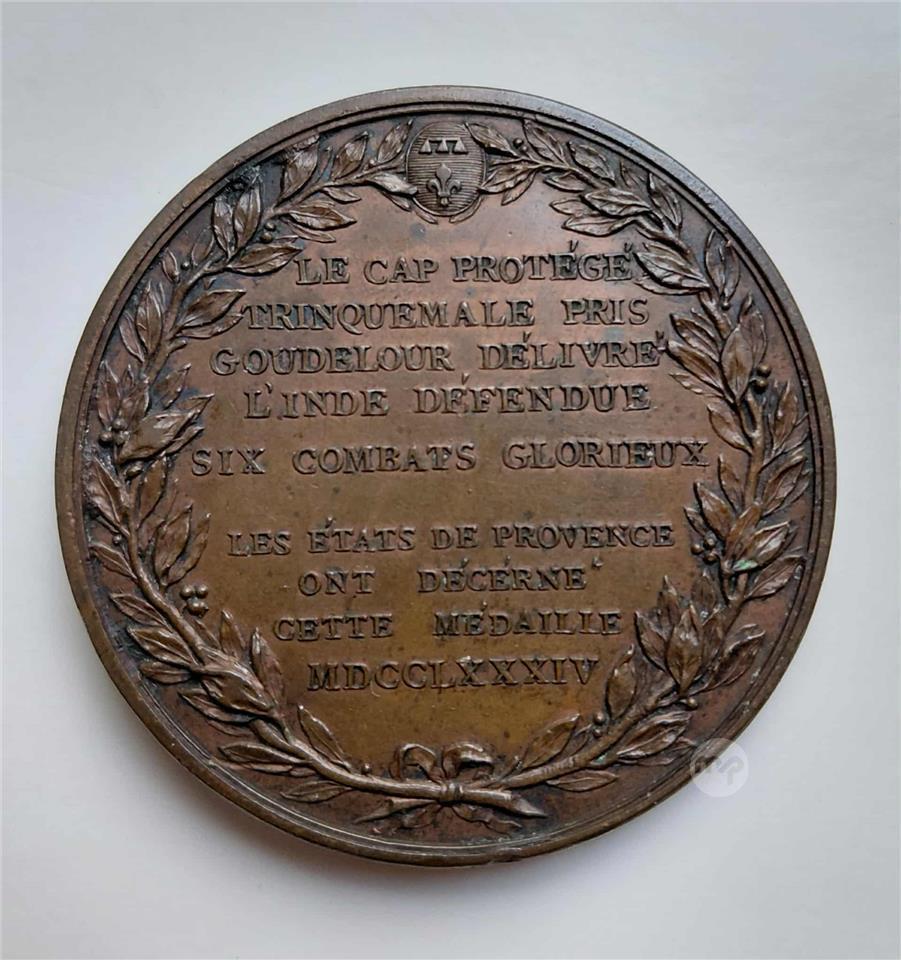 LE CAP PROTÉGÉ
TRINQUEMALE PRIS
GOUDELOUR DÉLIVRÉ
L'INDE DÉFENDUE
SIX COMBATS GLORIEUX
LES ÉTATS DE PROVENCE
ONT DÉCERNÉ
CETTE MÉDAILLE
MDCCLXXXIV